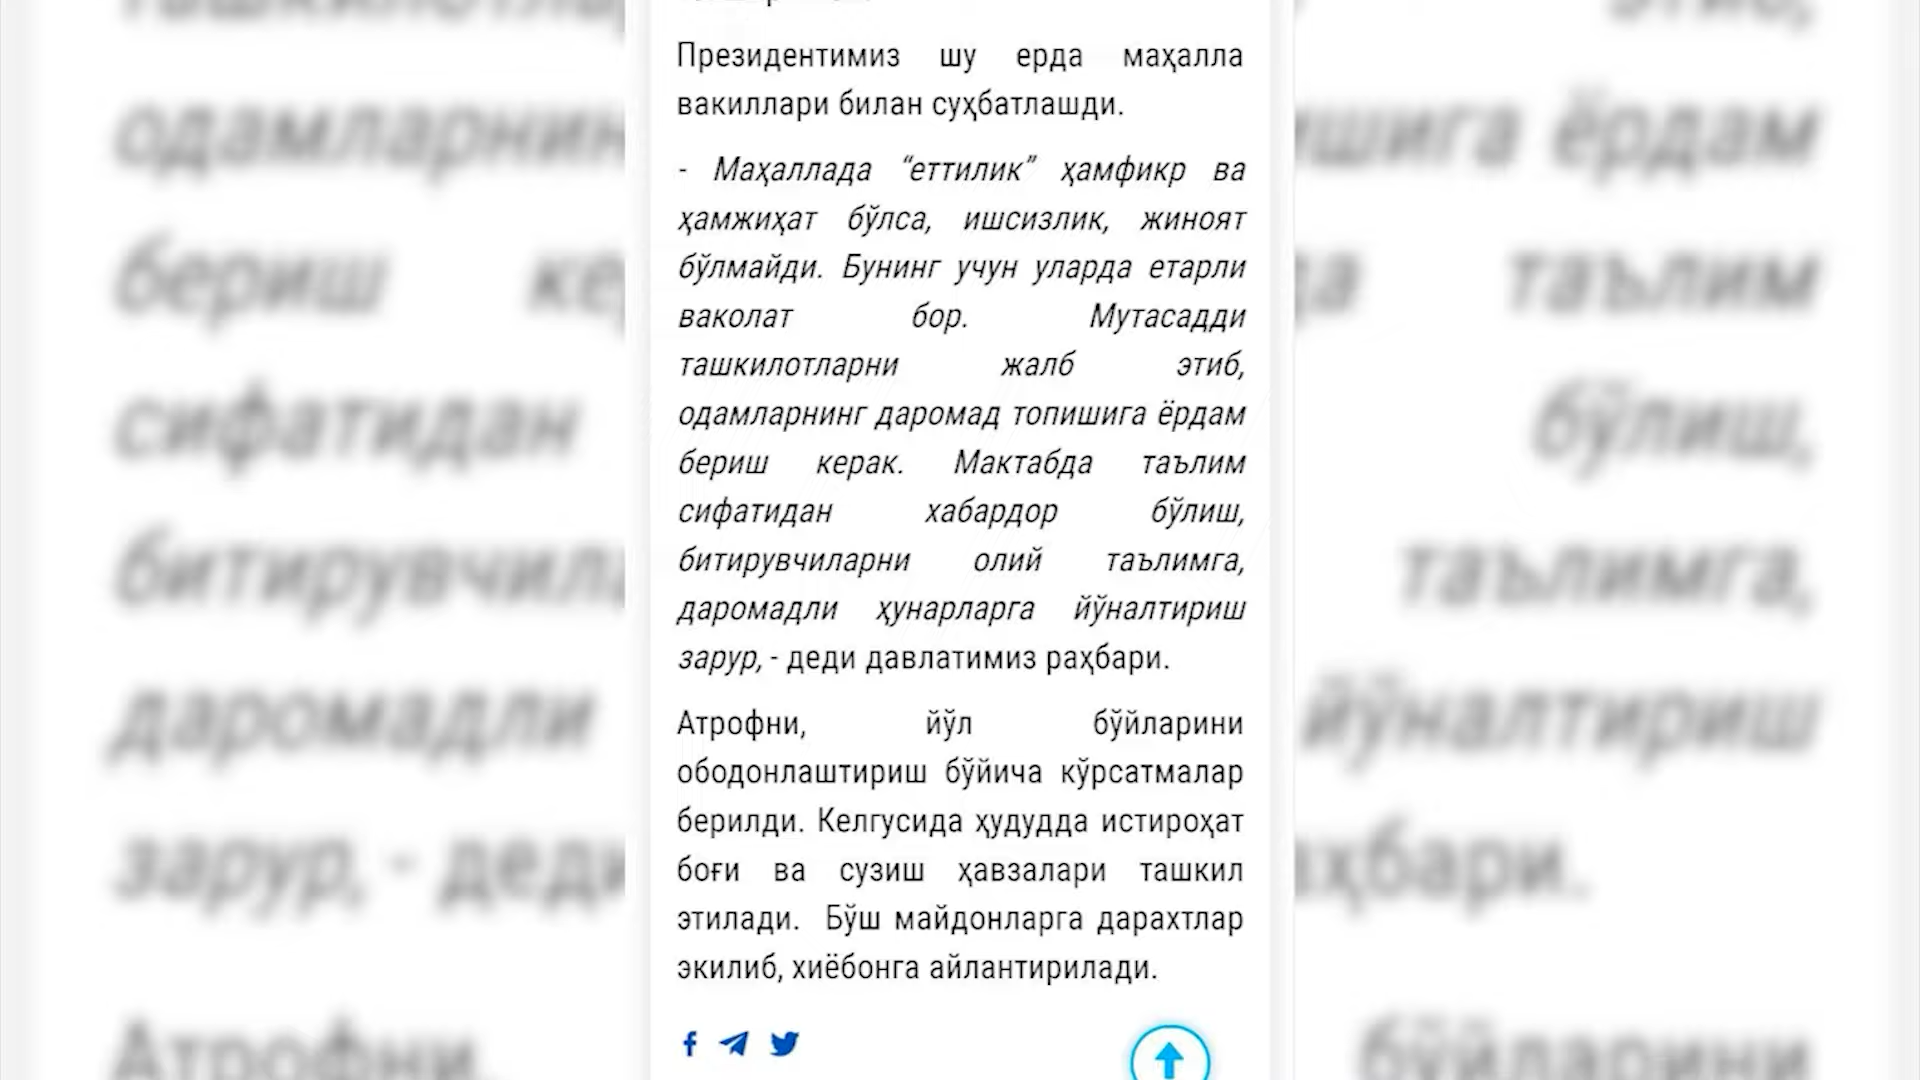 Президентимиз шу ерда маҳалла
вакиллари билан суҳбатлашди.
- Маҳаллада “еттилик” ҳамфикр ва
ҳамжиҳат бўлса, ишсизлик, жиноят
бўлмайди. Бунинг учун уларда етарли
ваколат бор. Мутасадди
ташкилотларни жалб этиб,
одамларнинг даромад топишига ёрдам
бериш керак. Мактабда таълим
сифатидан хабардор бўлиш,
битирувчиларни олий таълимга,
даромадли ҳунарларга йўналтириш
зарур, - деди давлатимиз раҳбари.
Атрофни, йўл бўйларини
ободонлаштириш бўйича кўрсатмалар
берилди. Келгусида ҳудудда истироҳат
боғи ва сузиш ҳавзалари ташкил
этилади. Бўш майдонларга дарахтлар
экилиб, хиёбонга айлантирилади.